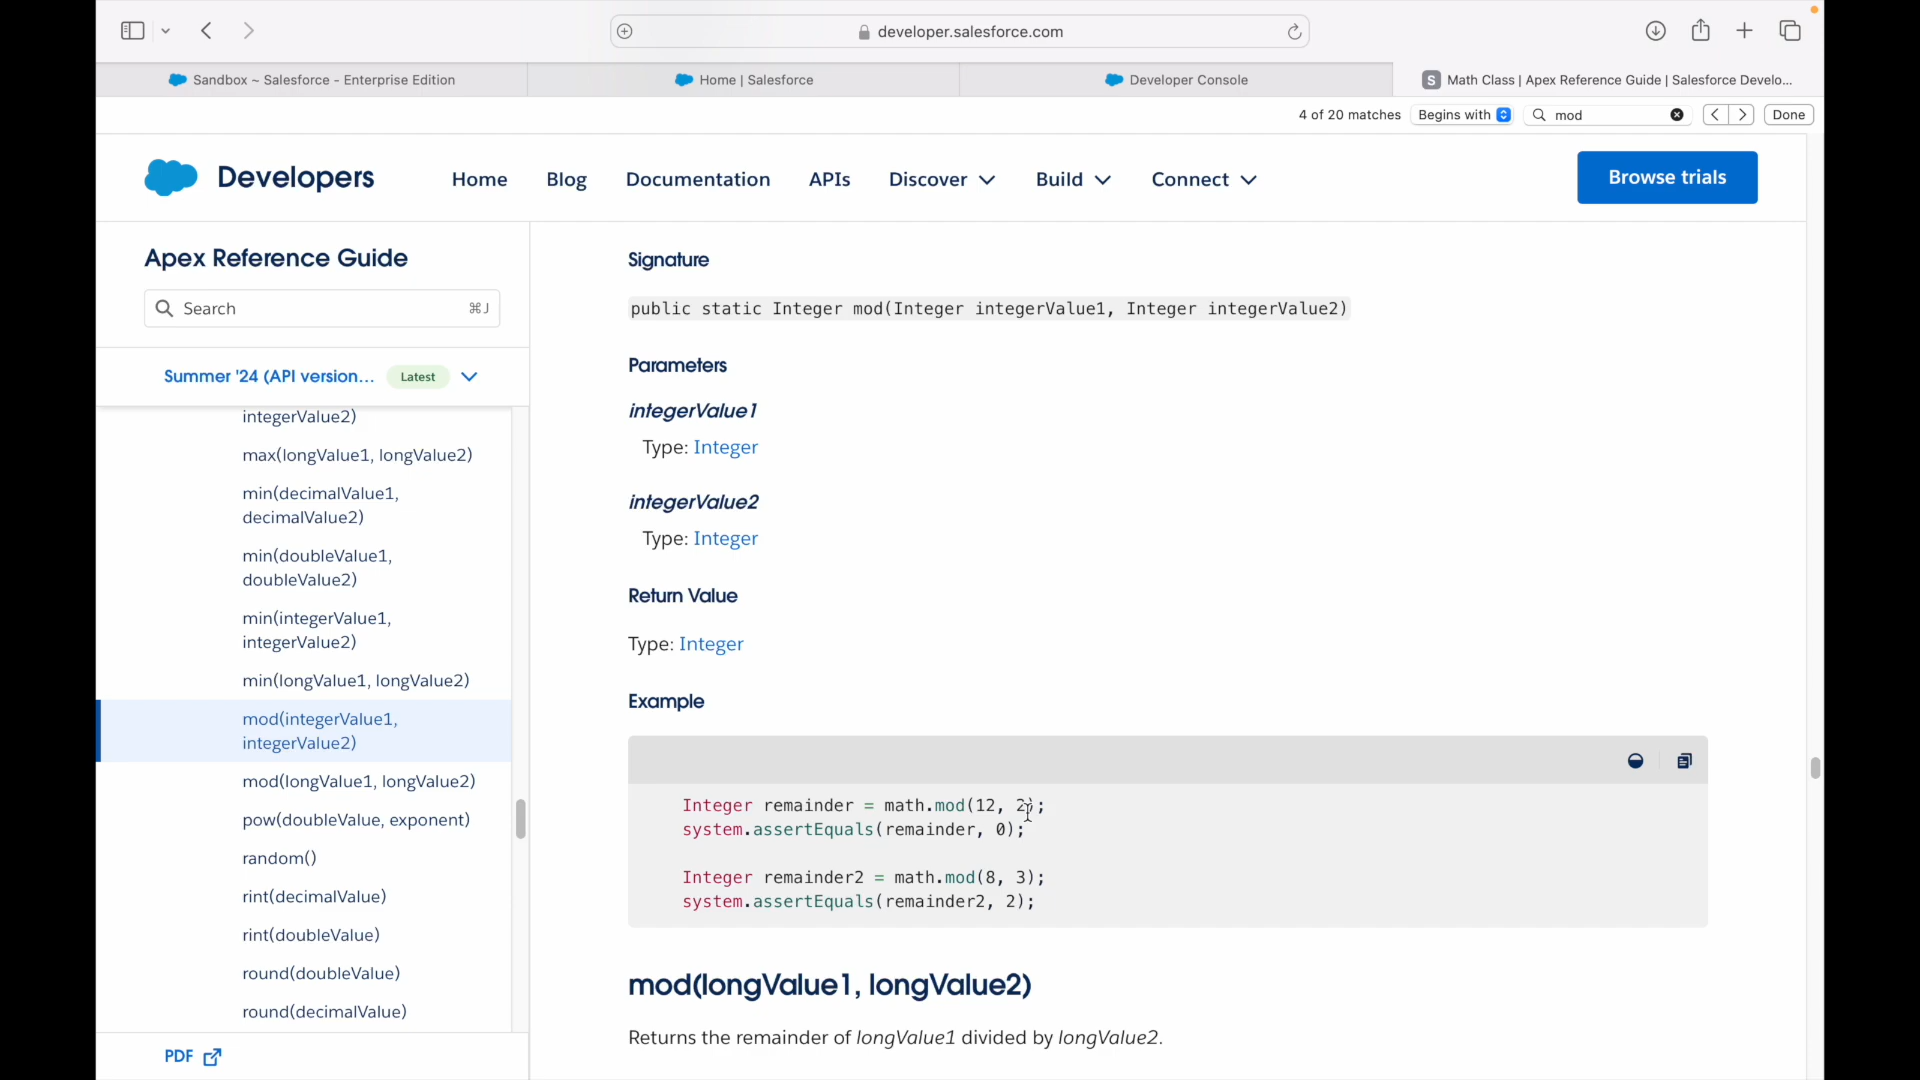 developer.salesforce.com
Sandbox ~ Salesforce - Enterprise Edition
Home | Salesforce
Developer Console
S Math Class | Apex Reference Guide | Salesforce Develo...
4 of 20 matches Begins with mod Done
Developers Home Blog Documentation APIs Discover Build Connect Browse trials
Apex Reference Guide
Search ⌘J
Summer '24 (API version... Latest
integerValue2)
max(longValue1, longValue2)
min(decimalValue1,
decimalValue2)
min(doubleValue1,
doubleValue2)
min(integerValue1,
integerValue2)
min(longValue1, longValue2)
mod(integerValue1,
integerValue2)
mod(longValue1, longValue2)
pow(doubleValue, exponent)
random()
rint(decimalValue)
rint(doubleValue)
round(doubleValue)
round(decimalValue)
PDF
Signature
public static Integer mod(Integer integerValue1, Integer integerValue2)
Parameters
integerValue1
Type: Integer
integerValue2
Type: Integer
Return Value
Type: Integer
Example
Integer remainder = math.mod(12, 2);
system.assertEquals(remainder, 0);
Integer remainder2 = math.mod(8, 3);
system.assertEquals(remainder2, 2);
mod(longValue1, longValue2)
Returns the remainder of longValue1 divided by longValue2.